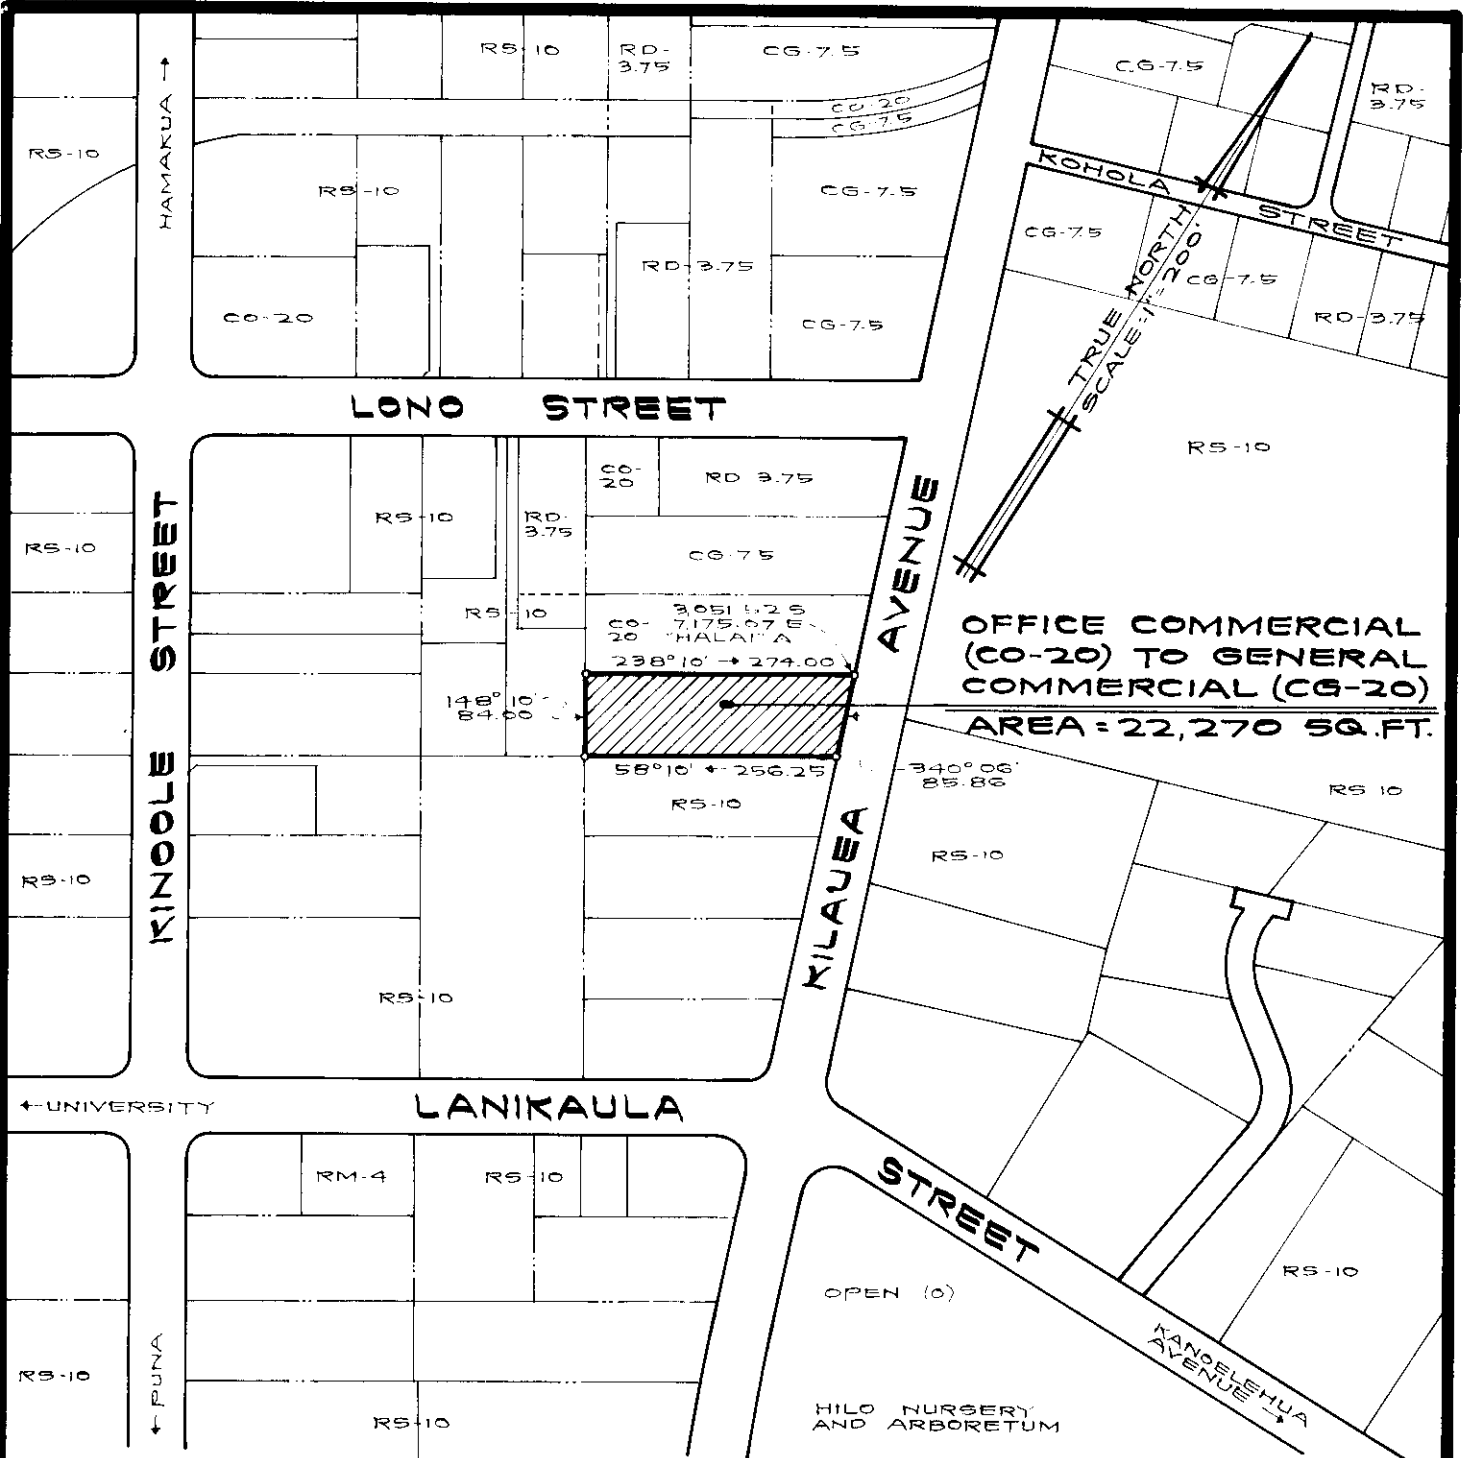 RS-10
RD-
3.75
CG-7.5
CG-7.5
RD-
3.75
HAMAKUA →
CO-20
CG-7.5
RS-10
RS-10
CG-7.5
KOHOLA STREET
CG-7.5
RD-3.75
CG-7.5
RD-3.75
CO-20
CG-7.5
TRUE NORTH
SCALE: 1" = 200'
LONO STREET
RS-10
CO-
20
RD 3.75
RS-10
RD-
3.75
RS-10
CG-7.5
KINOOLE STREET
KILAUEA AVENUE
RS-10
CO-
20
7,175.07 E
"HALAI" A
238°10' → 274.00
148°10'
84.00
OFFICE COMMERCIAL
(CO-20) TO GENERAL
COMMERCIAL (CG-20)
AREA = 22,270 SQ.FT.
58°10' ← 256.25
340°06'
85.86
RS-10
RS-10
RS-10
RS-10
RS-10
←UNIVERSITY
LANIKAULA STREET
RM-4
RS-10
OPEN (O)
RS-10
KANOELEHUA
AVENUE →
← PUNA
RS-10
RS-10
HILO NURSERY
AND ARBORETUM